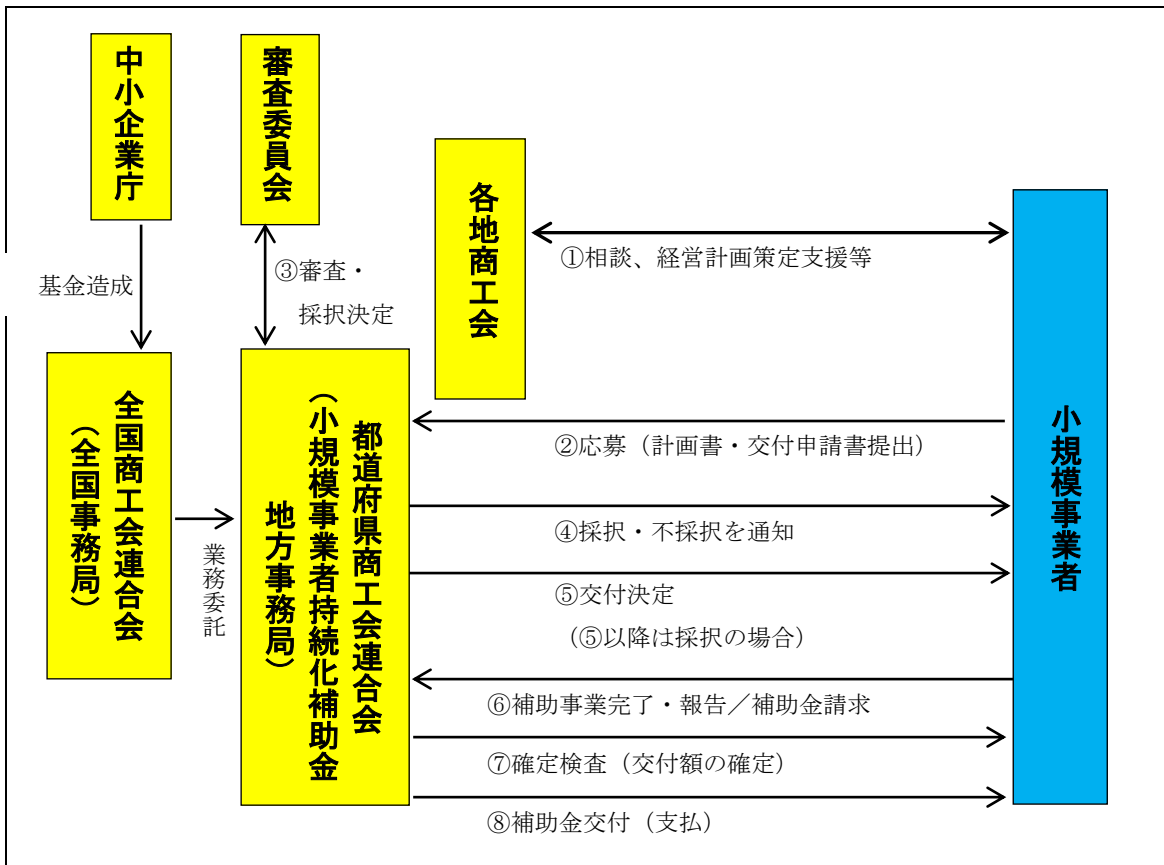 中小企業庁
審査委員会
各地商工会
小規模事業者
基金造成
③審査・
採択決定
①相談、経営計画策定支援等
全国商工会連合会
（全国事務局）
業務委託
都道府県商工会連合会
（小規模事業者持続化補助金
地方事務局）
②応募（計画書・交付申請書提出）
④採択・不採択を通知
⑤交付決定
（⑤以降は採択の場合）
⑥補助事業完了・報告／補助金請求
⑦確定検査（交付額の確定）
⑧補助金交付（支払）